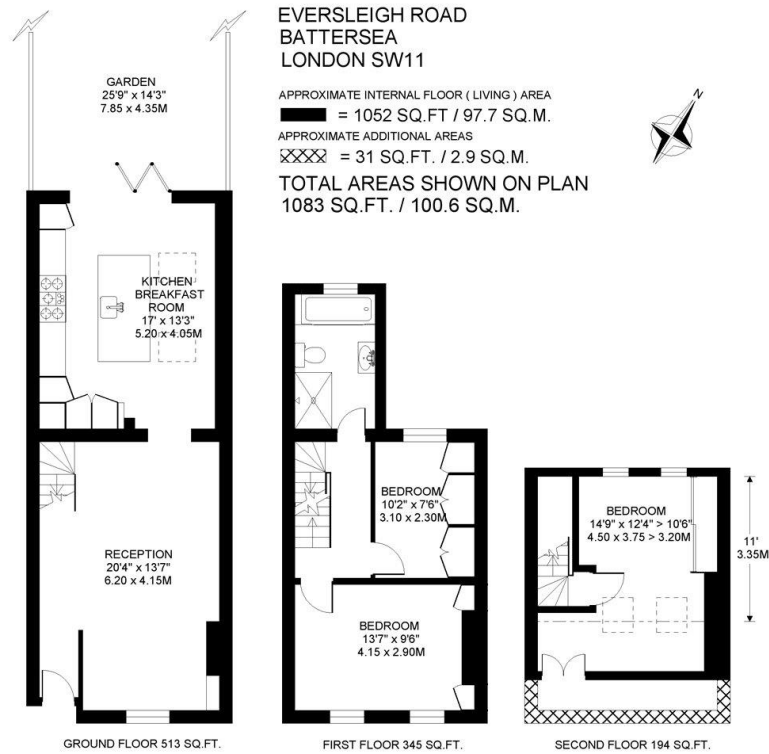 EVERSLEIGH ROAD
BATTERSEA
LONDON SW11
APPROXIMATE INTERNAL FLOOR ( LIVING ) AREA
= 1052 SQ.FT / 97.7 SQ.M.
APPROXIMATE ADDITIONAL AREAS
= 31 SQ.FT. / 2.9 SQ.M.
TOTAL AREAS SHOWN ON PLAN
1083 SQ.FT. / 100.6 SQ.M.
N
GARDEN
25'9" x 14'3"
7.85 x 4.35M
KITCHEN
BREAKFAST
ROOM
17' x 13'3"
5.20 x 4.05M
RECEPTION
20'4" x 13'7"
6.20 x 4.15M
GROUND FLOOR 513 SQ.FT.
BEDROOM
10'2" x 7'6"
3.10 x 2.30M
BEDROOM
13'7" x 9'6"
4.15 x 2.90M
FIRST FLOOR 345 SQ.FT.
BEDROOM
14'9" x 12'4" > 10'6"
4.50 x 3.75 > 3.20M
11'
3.35M
SECOND FLOOR 194 SQ.FT.